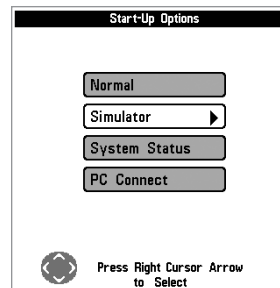 Start-Up Options
Normal
Simulator
System Status
PC Connect
Press Right Cursor Arrow
to Select